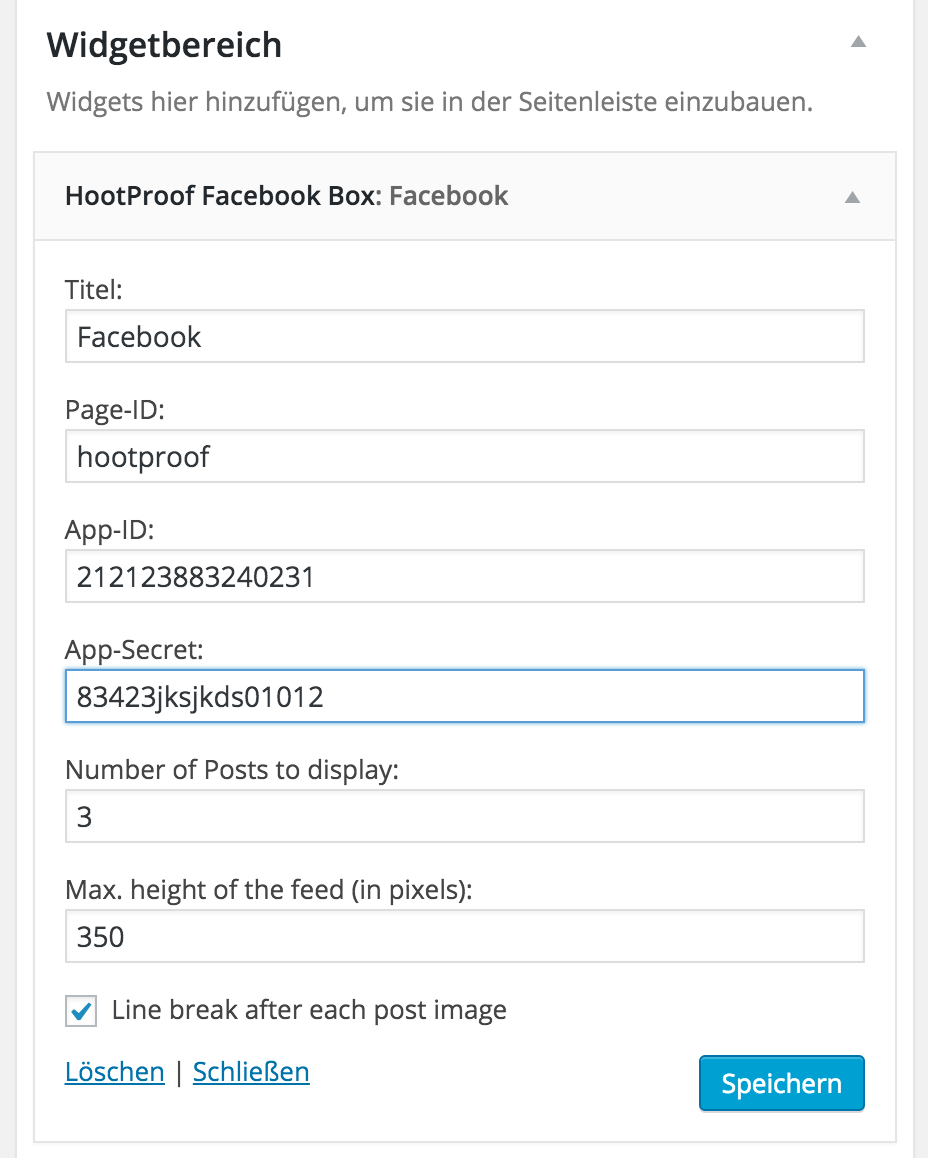 Widgetbereich
Widgets hier hinzufügen, um sie in der Seitenleiste einzubauen.
HootProof Facebook Box: Facebook
Titel:
Facebook
Page-ID:
hootproof
App-ID:
212123883240231
App-Secret:
83423jksjkds01012
Number of Posts to display:
3
Max. height of the feed (in pixels):
350
Line break after each post image
Löschen | Schließen
Speichern